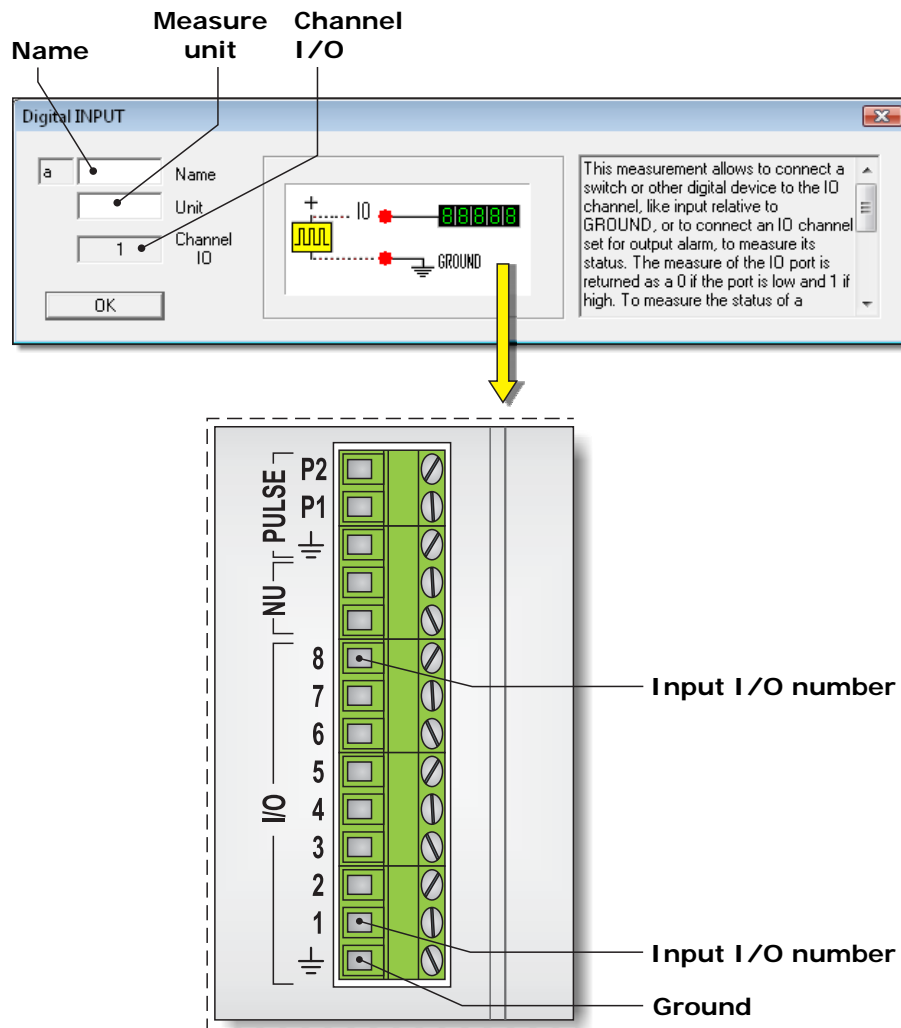 Name
Measure
unit
Channel
I/O
Digital INPUT
a
Name
Unit
1
Channel
IO
OK
+
IO
88888
GROUND
This measurement allows to connect a
switch or other digital device to the IO
channel, like input relative to
GROUND, or to connect an IO channel
set for output alarm, to measure its
status. The measure of the IO port is
returned as a 0 if the port is low and 1 if
high. To measure the status of a
PULSE
P2
P1
NU
I/O
8
7
6
5
4
3
2
1
Input I/O number
Input I/O number
Ground